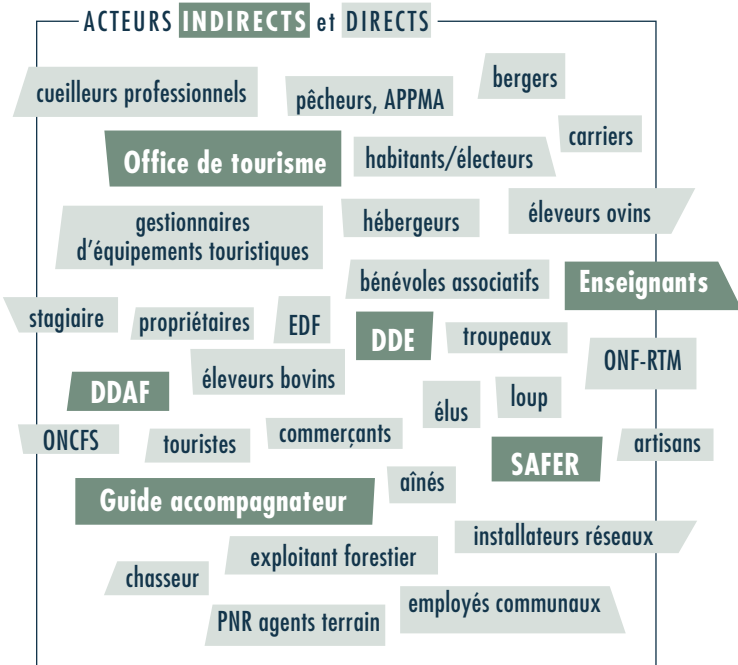 ACTEURS INDIRECTS et DIRECTS
bergers
cueilleurs professionnels
pêcheurs, APPMA
carriers
Office de tourisme
habitants/électeurs
éleveurs ovins
gestionnaires
d'équipements touristiques
hébergeurs
bénévoles associatifs
Enseignants
stagiaire
propriétaires
EDF
DDE
troupeaux
ONF-RTM
DDAF
éleveurs bovins
élus
loup
ONCFS
touristes
commerçants
SAFER
artisans
Guide accompagnateur
aînés
installateurs réseaux
exploitant forestier
chasseur
PNR agents terrain
employés communaux